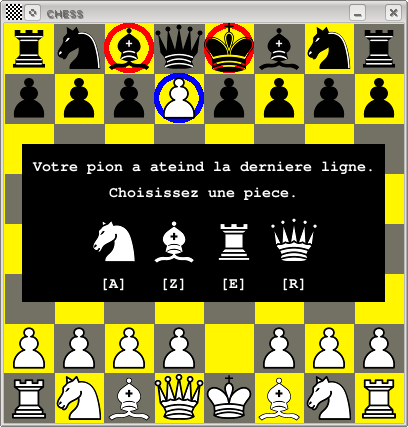 CHESS
Votre pion a ateind la derniere ligne.
Choisissez une piece.
[A] [Z] [E] [R]